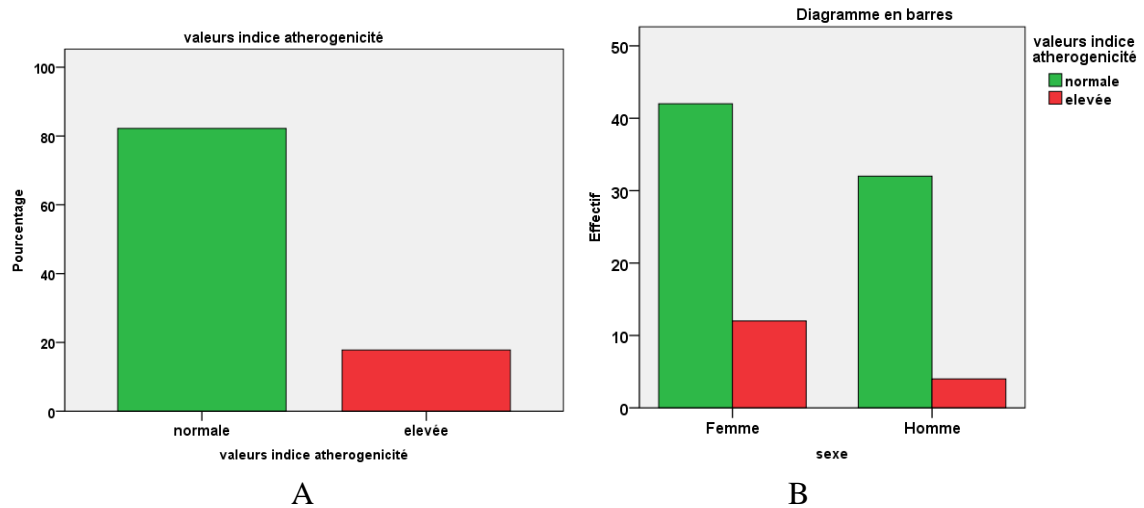 valeurs indice atherogenicité
100
80
60
40
20
0
Pourcentage
normale
elevée
valeurs indice atherogenicité
A
Diagramme en barres
50
40
30
20
10
0
Effectif
Femme
Homme
sexe
valeurs indice
atherogenicité
normale
elevée
B